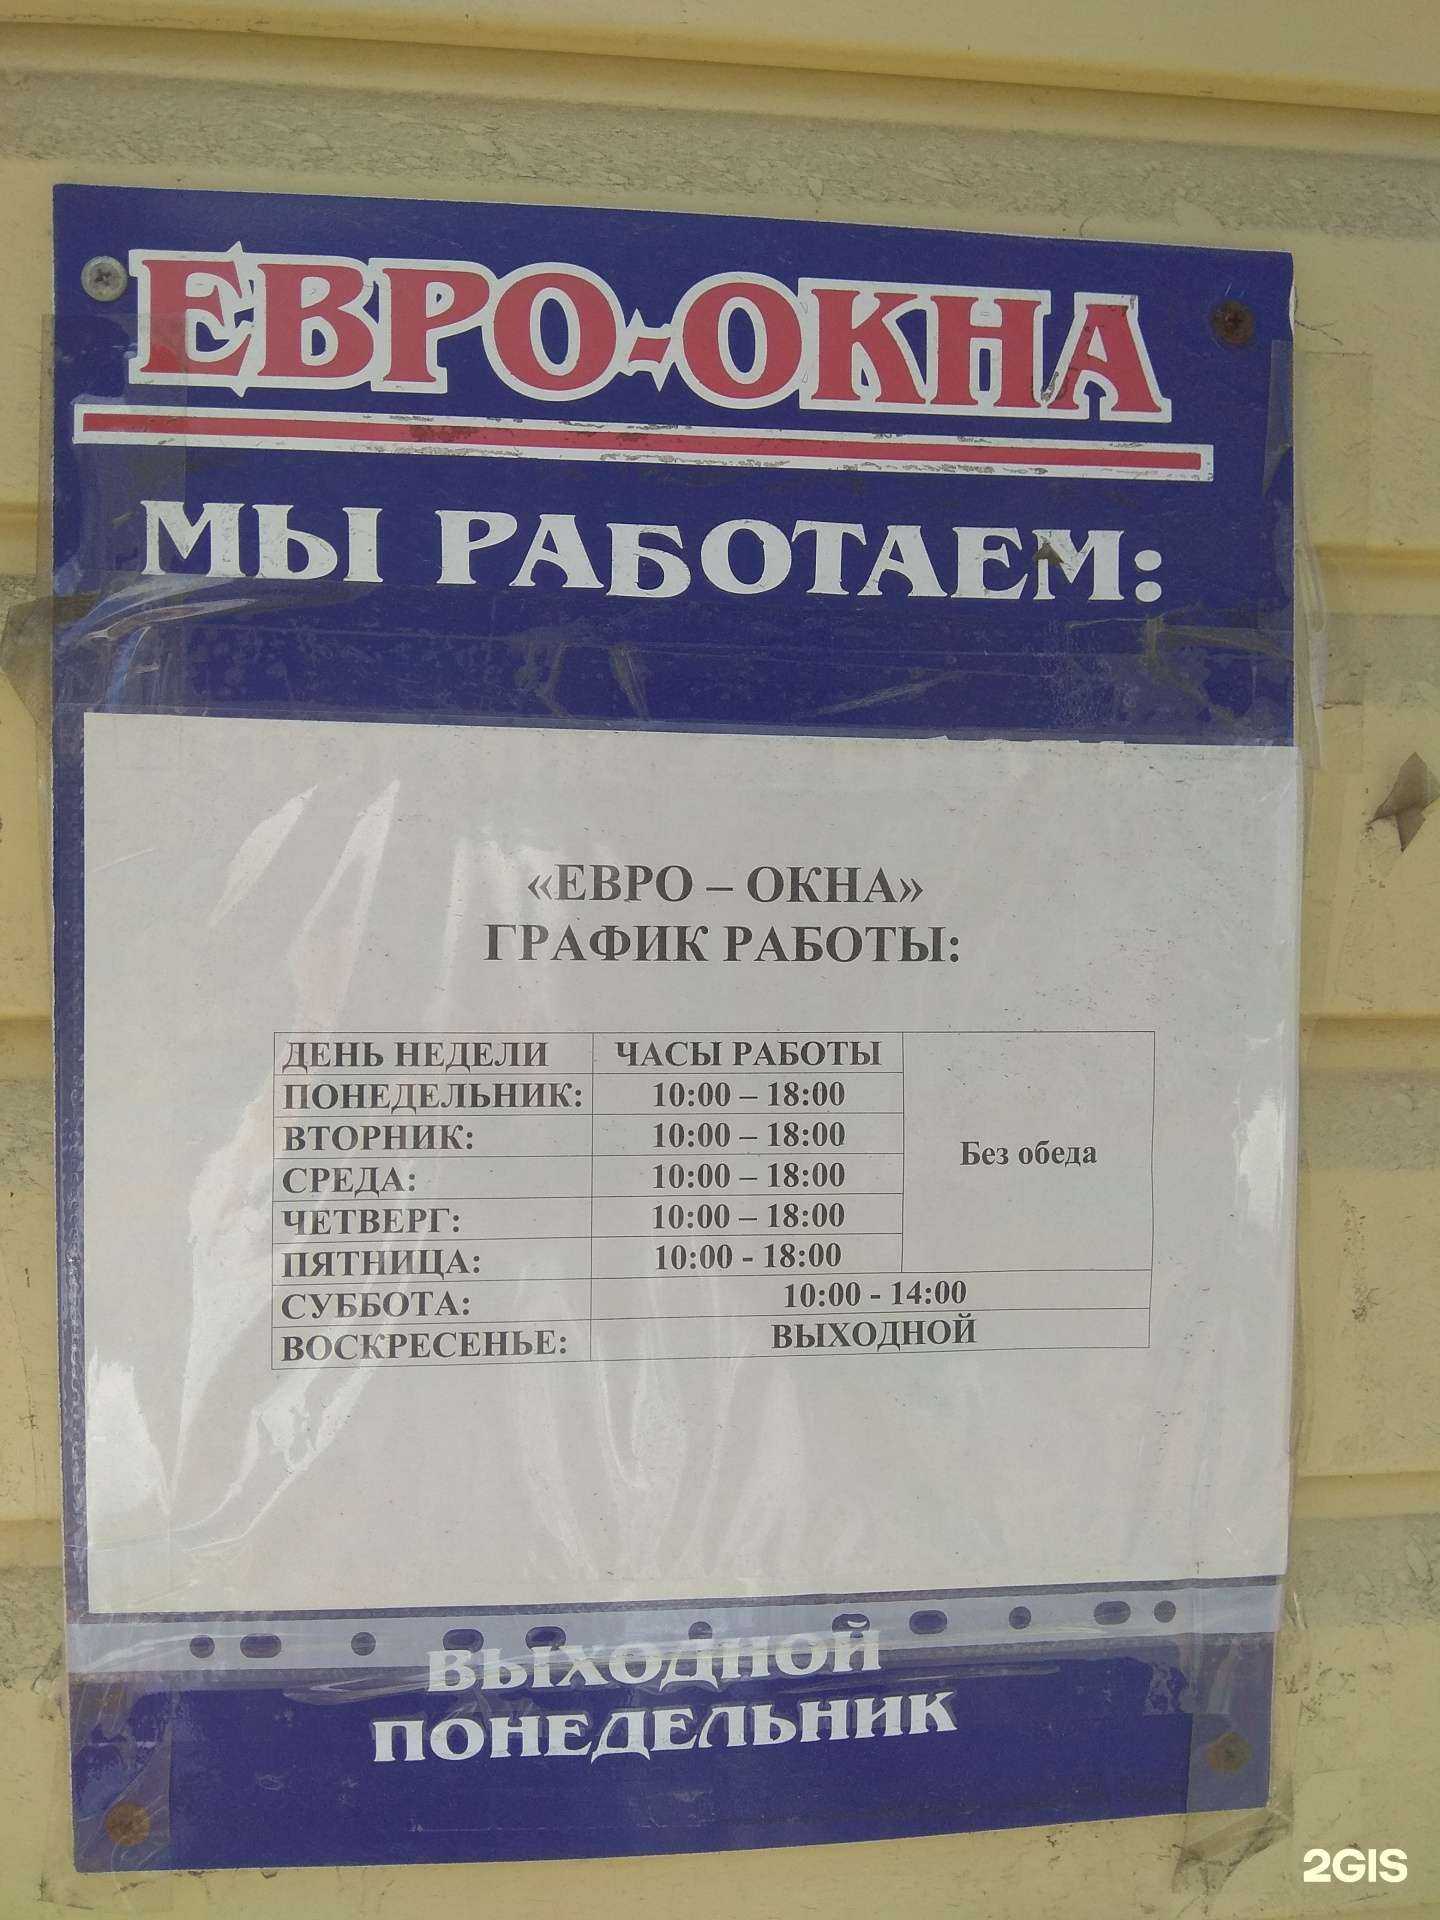 ЕВРО-ОКНА
МЫ РАБОТАЕМ:
«ЕВРО – ОКНА»
ГРАФИК РАБОТЫ:
ДЕНЬ НЕДЕЛИ ЧАСЫ РАБОТЫ
ПОНЕДЕЛЬНИК: 10:00 – 18:00
ВТОРНИК: 10:00 – 18:00
Без обеда
СРЕДА: 10:00 – 18:00
ЧЕТВЕРГ: 10:00 – 18:00
ПЯТНИЦА: 10:00 - 18:00
СУББОТА: 10:00 - 14:00
ВОСКРЕСЕНЬЕ: ВЫХОДНОЙ
ВЫХОДНОЙ
ПОНЕДЕЛЬНИК
2GIS